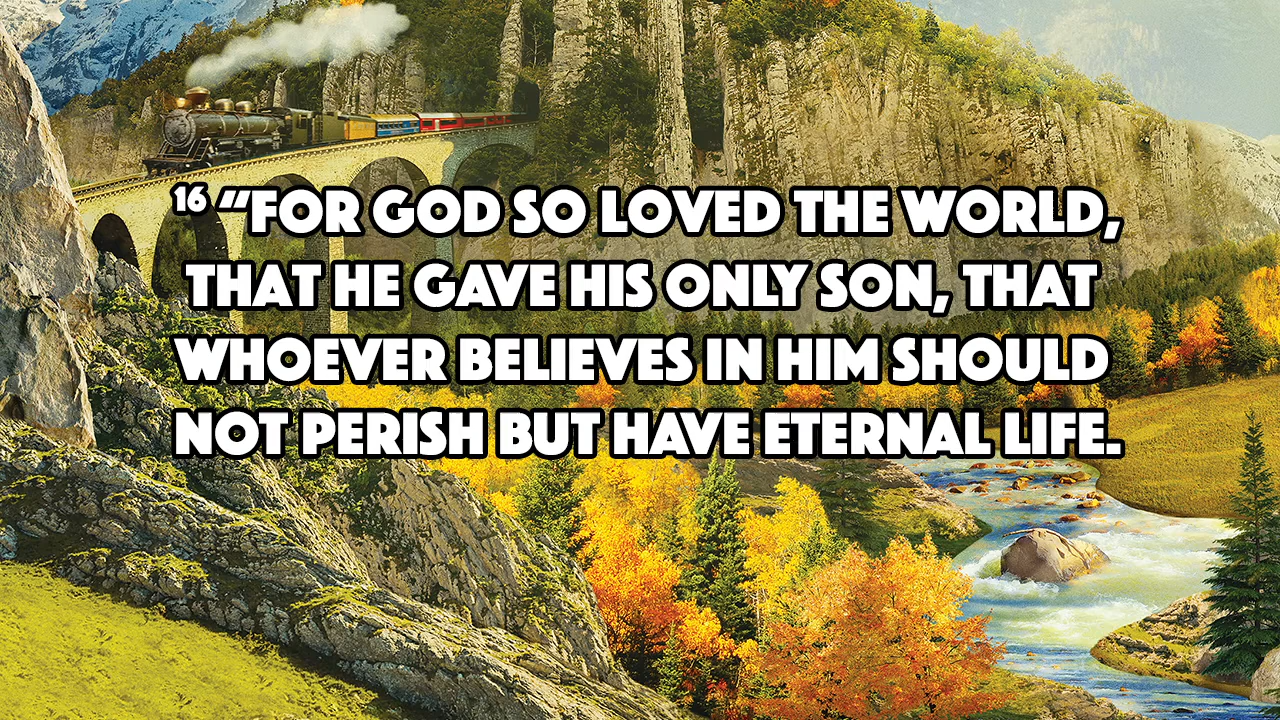 ¹⁶ “FOR GOD SO LOVED THE WORLD,
THAT HE GAVE HIS ONLY SON, THAT
WHOEVER BELIEVES IN HIM SHOULD
NOT PERISH BUT HAVE ETERNAL LIFE.